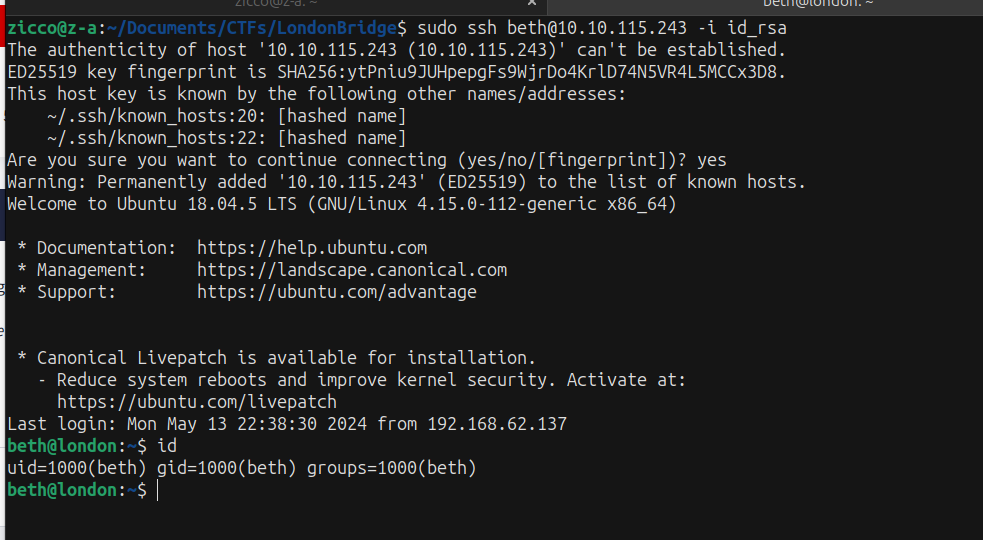 zicco@z-a: ~ × beth@london: ~
zicco@z-a:~/Documents/CTFs/LondonBridge$ sudo ssh beth@10.10.115.243 -i id_rsa
The authenticity of host '10.10.115.243 (10.10.115.243)' can't be established.
ED25519 key fingerprint is SHA256:ytPniu9JUHpepgFs9WjrDo4KrlD74N5VR4L5MCCx3D8.
This host key is known by the following other names/addresses:
    ~/.ssh/known_hosts:20: [hashed name]
    ~/.ssh/known_hosts:22: [hashed name]
Are you sure you want to continue connecting (yes/no/[fingerprint])? yes
Warning: Permanently added '10.10.115.243' (ED25519) to the list of known hosts.
Welcome to Ubuntu 18.04.5 LTS (GNU/Linux 4.15.0-112-generic x86_64)
 * Documentation:  https://help.ubuntu.com
 * Management:     https://landscape.canonical.com
 * Support:        https://ubuntu.com/advantage
 * Canonical Livepatch is available for installation.
   - Reduce system reboots and improve kernel security. Activate at:
     https://ubuntu.com/livepatch
Last login: Mon May 13 22:38:30 2024 from 192.168.62.137
beth@london:~$ id
uid=1000(beth) gid=1000(beth) groups=1000(beth)
beth@london:~$